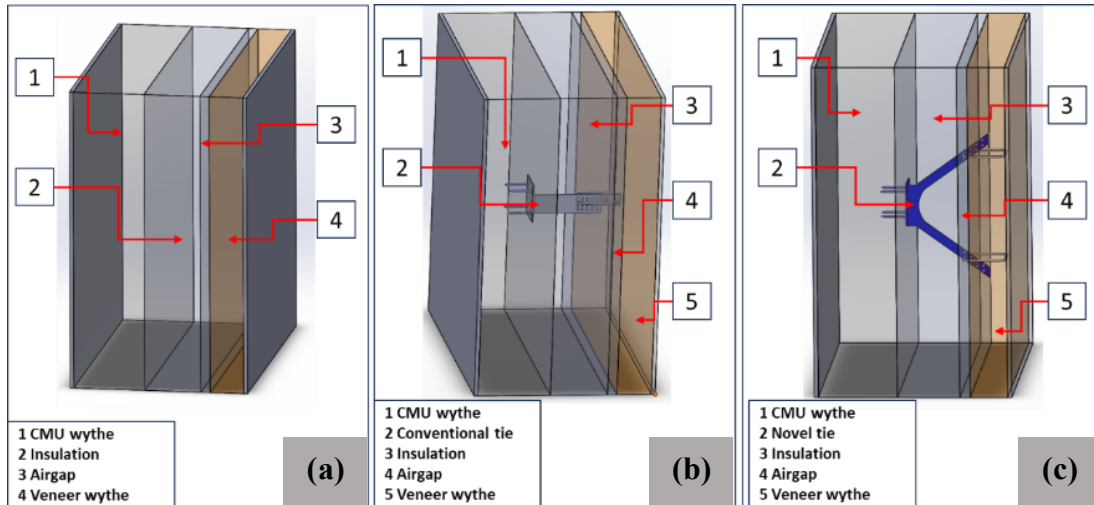 1
2
3
4
1 CMU wythe
2 Insulation
3 Airgap
4 Veneer wythe
(a)
1
2
3
4
5
1 CMU wythe
2 Conventional tie
3 Insulation
4 Airgap
5 Veneer wythe
(b)
1
2
3
4
5
1 CMU wythe
2 Novel tie
3 Insulation
4 Airgap
5 Veneer wythe
(c)